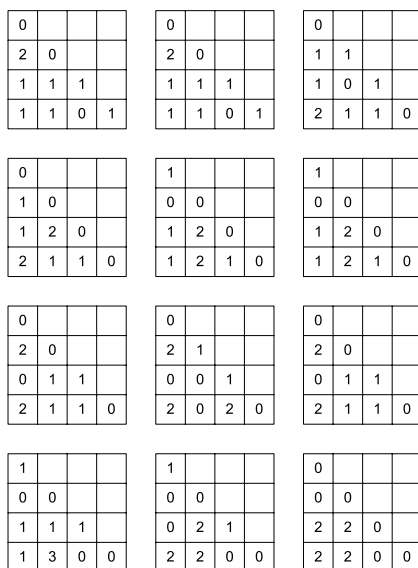 0 0 0
2 0 2 0 1 1
1 1 1 1 1 1 1 0 1
1 1 0 1 1 1 0 1 2 1 1 0
0 1 1
1 0 0 0 0 0
1 2 0 1 2 0 1 2 0
2 1 1 0 1 2 1 0 1 2 1 0
0 0 0
2 0 2 1 2 0
0 1 1 0 0 1 0 1 1
2 1 1 0 2 0 2 0 2 1 1 0
1 1 0
0 0 0 0 0 0
1 1 1 0 2 1 2 2 0
1 3 0 0 2 2 0 0 2 2 0 0